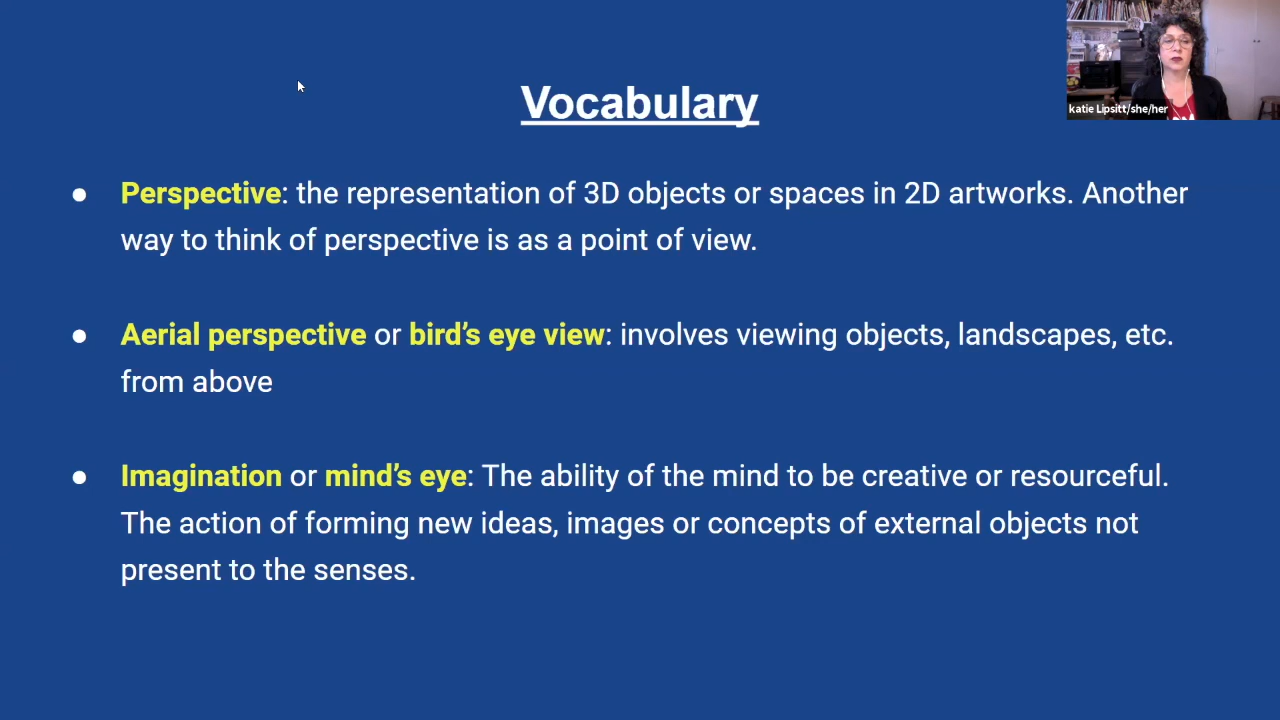 Vocabulary
katie Lipsitt/she/her
● Perspective: the representation of 3D objects or spaces in 2D artworks. Another
way to think of perspective is as a point of view.
● Aerial perspective or bird’s eye view: involves viewing objects, landscapes, etc.
from above
● Imagination or mind’s eye: The ability of the mind to be creative or resourceful.
The action of forming new ideas, images or concepts of external objects not
present to the senses.